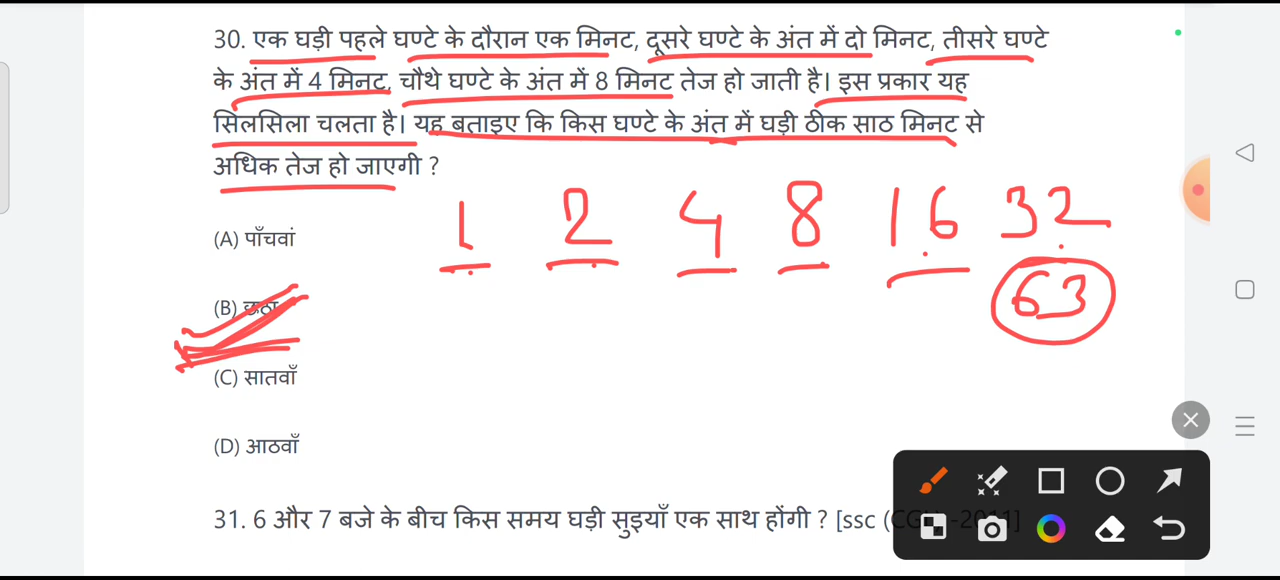 30. एक घड़ी पहले घण्टे के दौरान एक मिनट, दूसरे घण्टे के अंत में दो मिनट, तीसरे घण्टे
के अंत में 4 मिनट, चौथे घण्टे के अंत में 8 मिनट तेज हो जाती है। इस प्रकार यह
सिलसिला चलता है। यह बताइए कि किस घण्टे के अंत में घड़ी ठीक साठ मिनट से
अधिक तेज हो जाएगी ?
1 2 4 8 16 32
(A) पाँचवां
63
(B) छठा
(C) सातवाँ
(D) आठवाँ
31. 6 और 7 बजे के बीच किस समय घड़ी सुइयाँ एक साथ होंगी ? [ssc